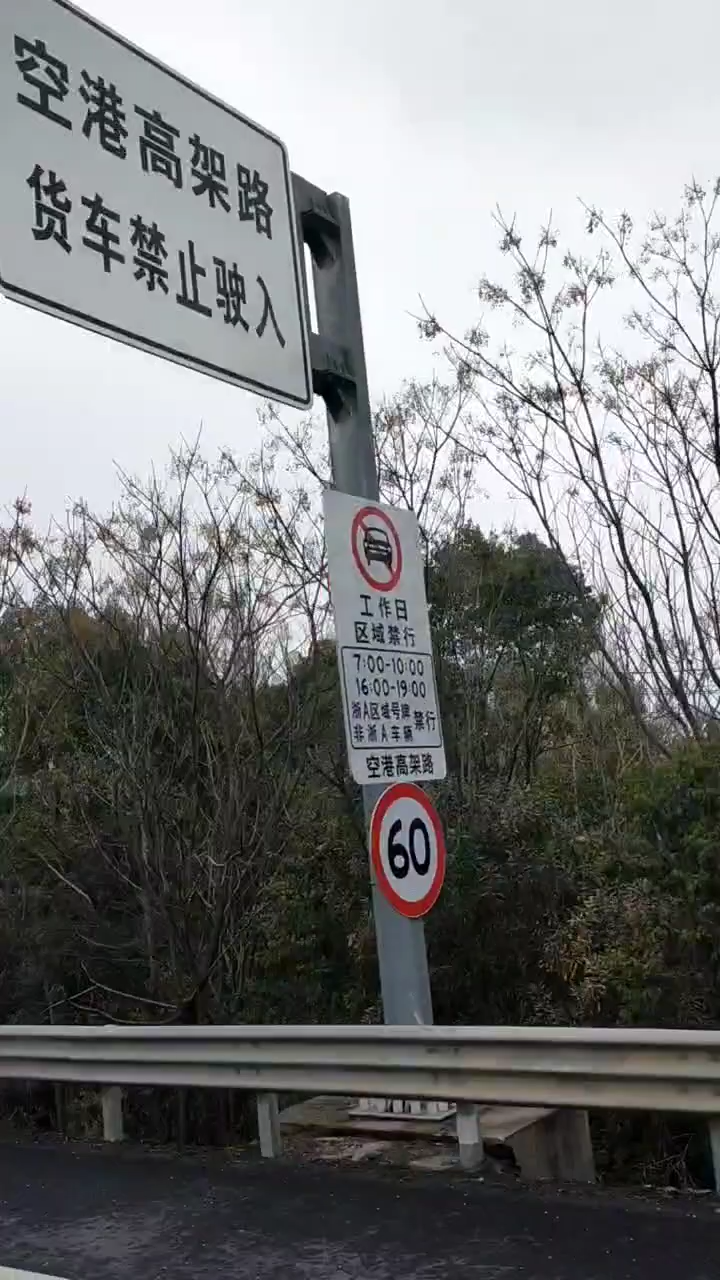 空港高架路
货车禁止驶入
工作日
区域禁行
7:00-10:00
16:00-19:00
浙A区域号牌
非浙A车辆
禁行
空港高架路
60